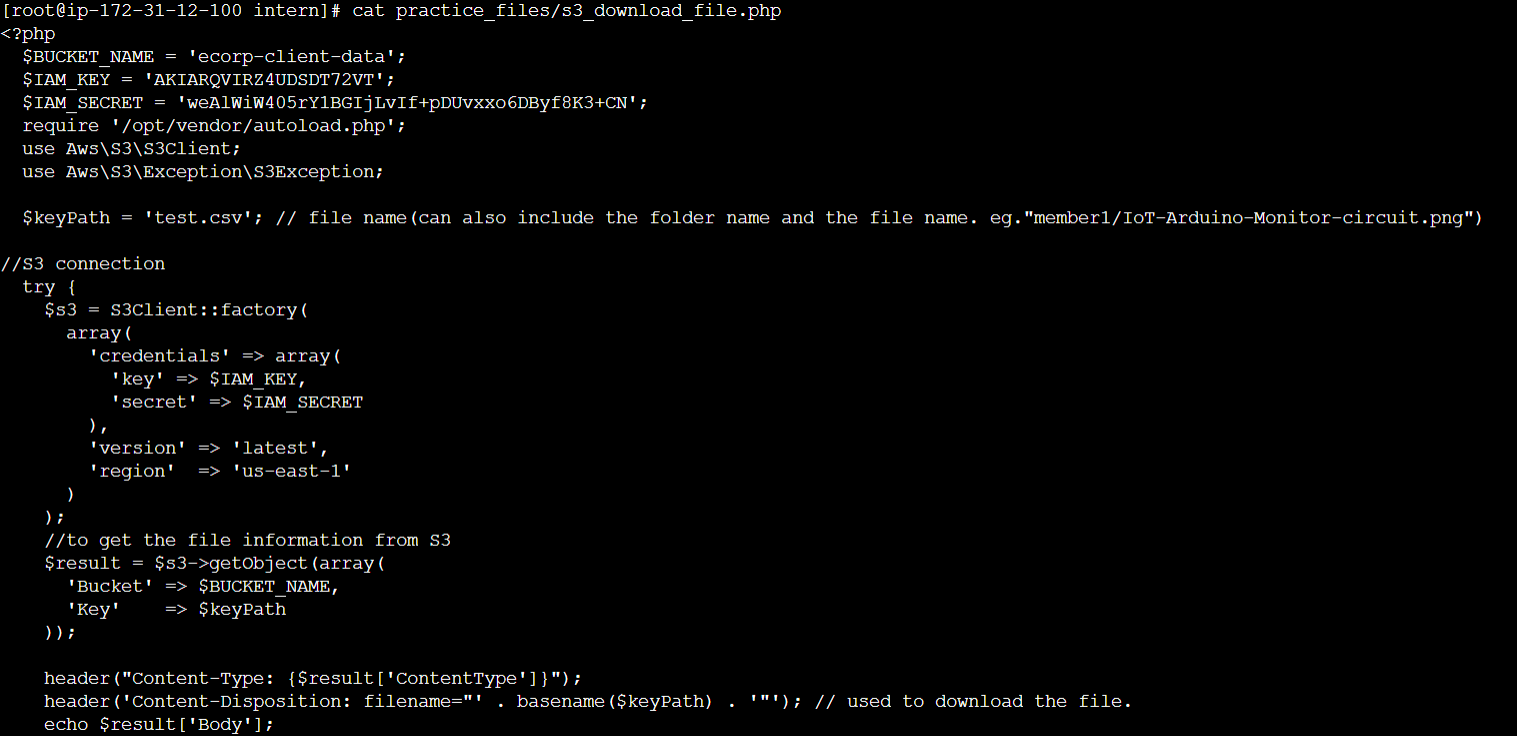 [root@ip-172-31-12-100 intern]# cat practice_files/s3_download_file.php
<?php
  $BUCKET_NAME = 'ecorp-client-data';
  $IAM_KEY = 'AKIARQVIRZ4UDSDT72VT';
  $IAM_SECRET = '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';
  require '/opt/vendor/autoload.php';
  use Aws\S3\S3Client;
  use Aws\S3\Exception\S3Exception;

  $keyPath = 'test.csv'; // file name(can also include the folder name and the file name. eg."member1/IoT-Arduino-Monitor-circuit.png")

//S3 connection
  try {
    $s3 = S3Client::factory(
      array(
        'credentials' => array(
          'key' => $IAM_KEY,
          'secret' => $IAM_SECRET
        ),
        'version' => 'latest',
        'region'  => 'us-east-1'
      )
    );
    //to get the file information from S3
    $result = $s3->getObject(array(
      'Bucket' => $BUCKET_NAME,
      'Key'    => $keyPath
    ));

    header("Content-Type: {$result['ContentType']}");
    header('Content-Disposition: filename="' . basename($keyPath) . '"'); // used to download the file.
    echo $result['Body'];